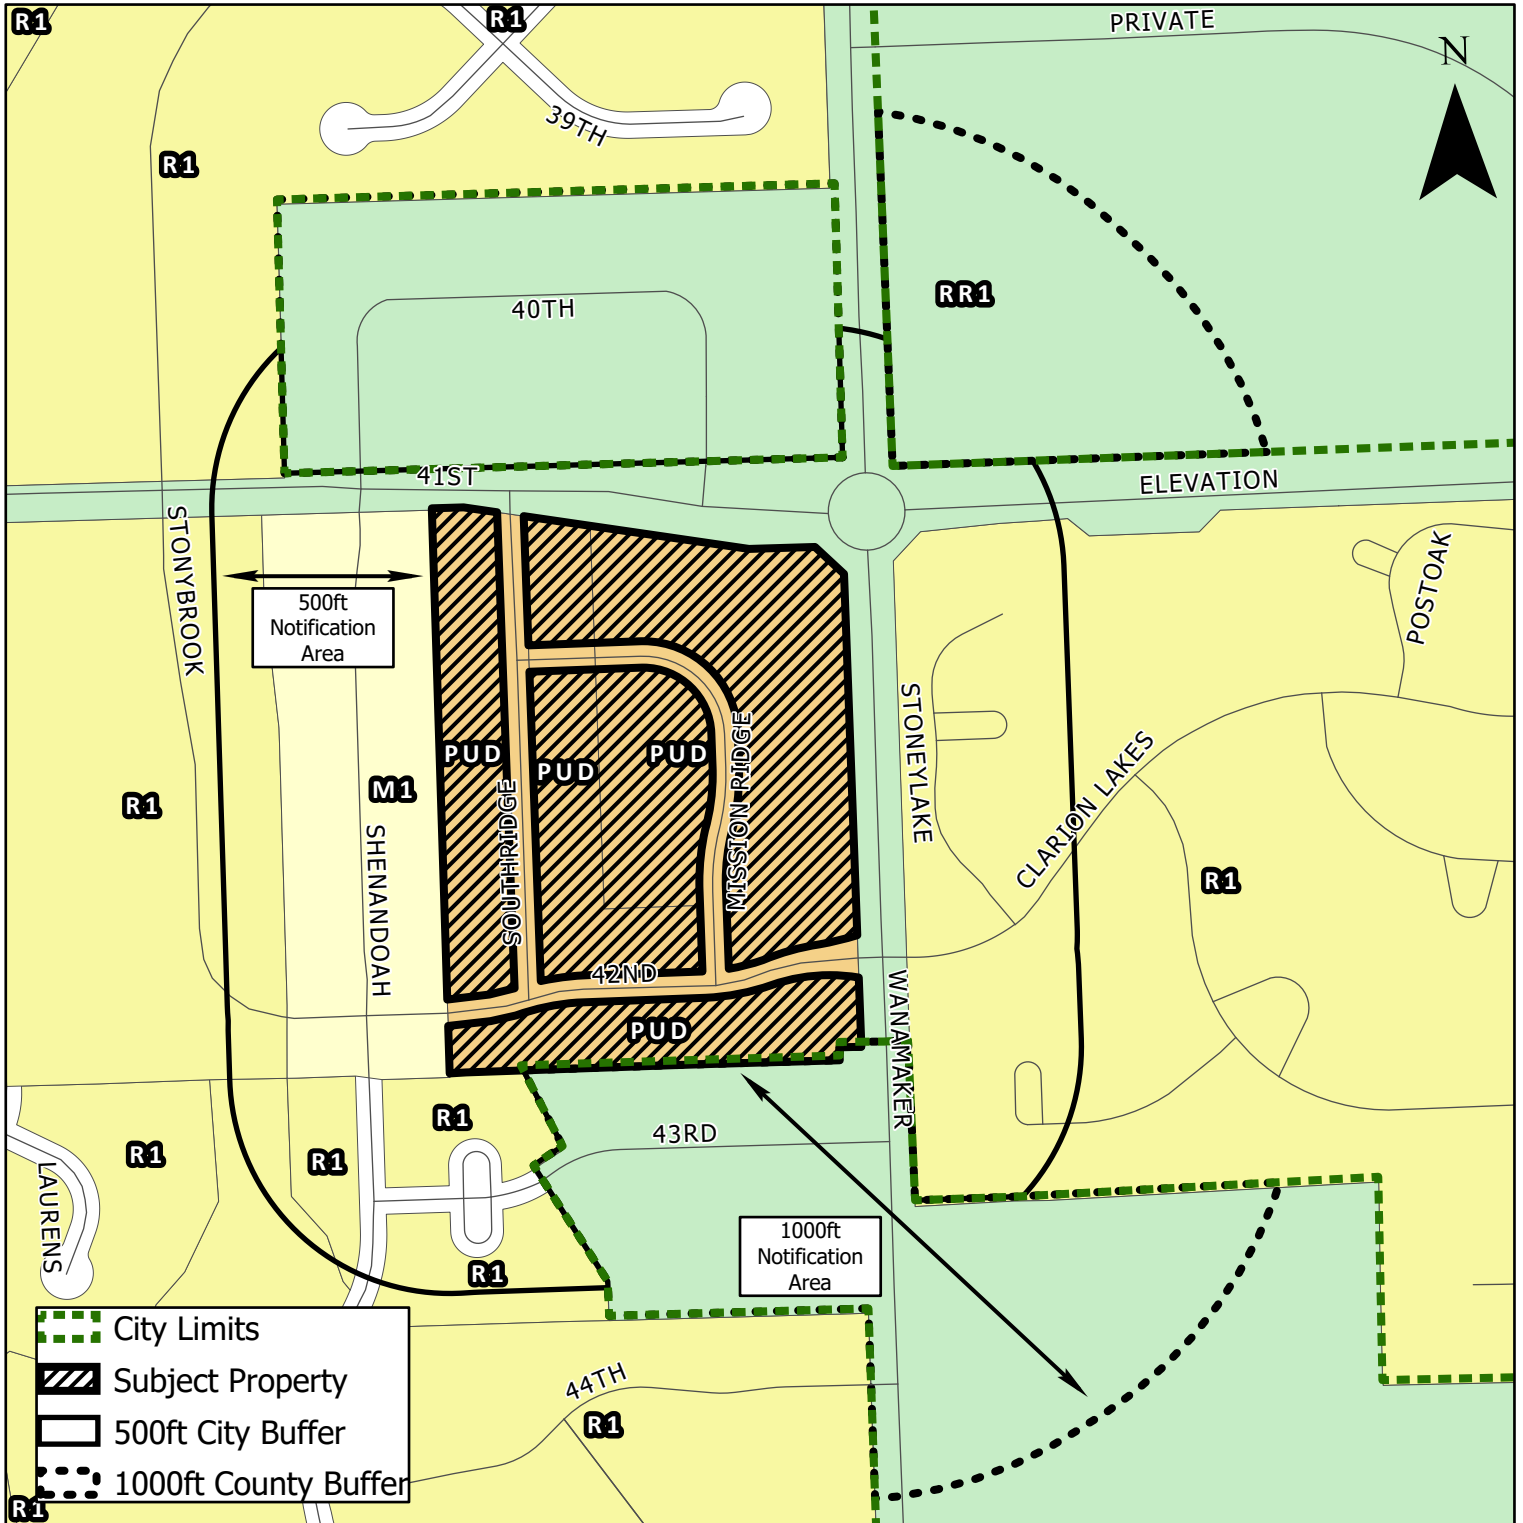 R1
R1
PRIVATE
N
39TH
R1
RR1
40TH
41ST
ELEVATION
STONYBROOK
POSTOAK
500ft
Notification
Area
STONEYLAKE
MISSION RIDGE
CLARION LAKES
PUD
PUD
PUD
M1
R1
SOUTHRIDGE
SHENANDOAH
R1
42ND
WANAMAKER
PUD
R1
43RD
R1
R1
LAURENS
1000ft
Notification
Area
R1
City Limits
Subject Property
500ft City Buffer
1000ft County Buffer
44TH
R1
R1